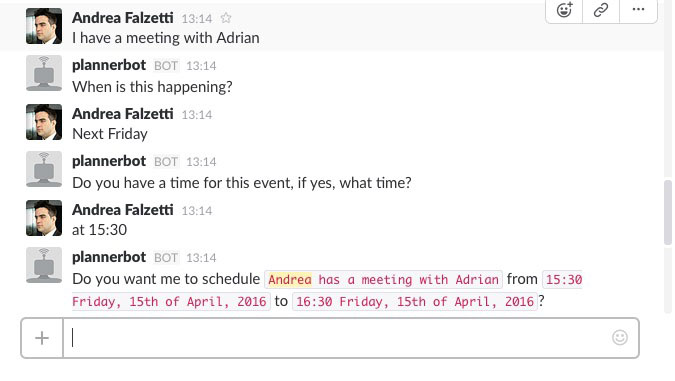 Andrea Falzetti 13:14
I have a meeting with Adrian
plannerbot BOT 13:14
When is this happening?
Andrea Falzetti 13:14
Next Friday
plannerbot BOT 13:14
Do you have a time for this event, if yes, what time?
Andrea Falzetti 13:14
at 15:30
plannerbot BOT 13:14
Do you want me to schedule Andrea has a meeting with Adrian from 15:30
Friday, 15th of April, 2016 to 16:30 Friday, 15th of April, 2016?